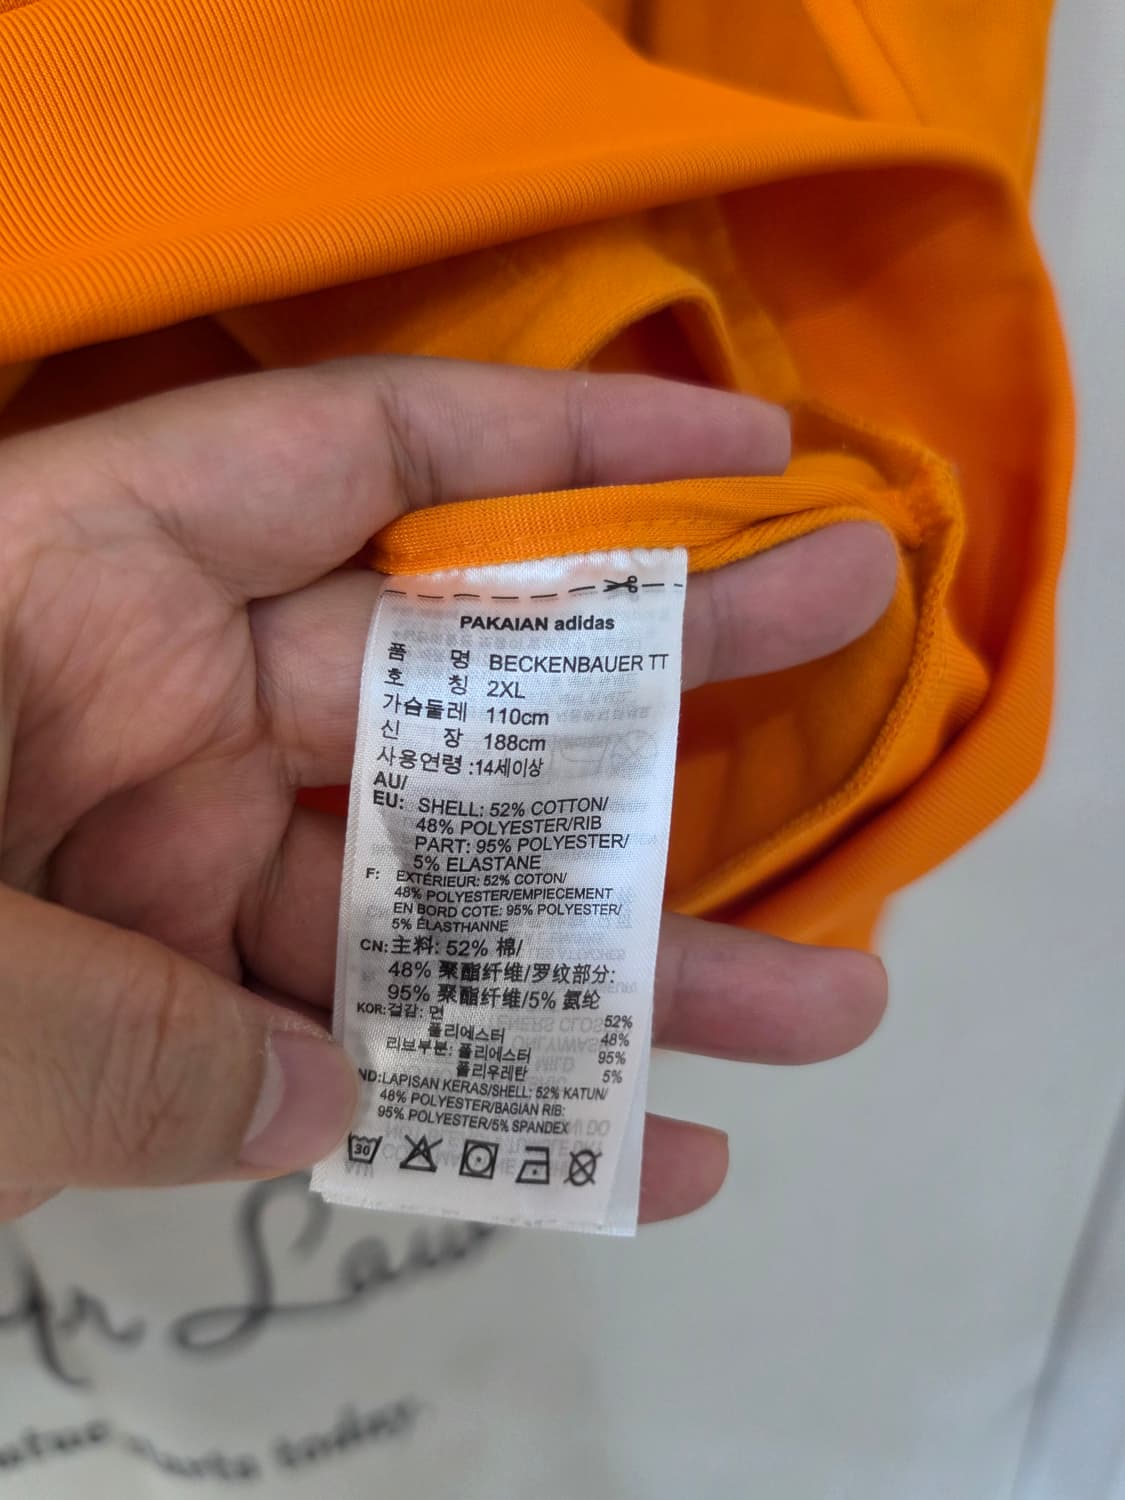 PAKAIAN adidas
품 명 BECKENBAUER TT
호 칭 2XL
가슴둘레 110cm
신 장 188cm
사용연령 :14세이상
AU/
EU: SHELL: 52% COTTON/
48% POLYESTER/RIB
PART: 95% POLYESTER/
5% ELASTANE
F: EXTÉRIEUR: 52% COTON/
48% POLYESTER/EMPIECEMENT
EN BORD COTE: 95% POLYESTER/
5% ÉLASTHANNE
CN: 主料: 52% 棉/
48% 聚酯纤维/罗纹部分:
95% 聚酯纤维/5% 氨纶
KOR: 겉감: 면 52%
폴리에스터 48%
리브부분: 폴리에스터 95%
폴리우레탄 5%
ND: LAPISAN KERAS/SHELL: 52% KATUN/
48% POLYESTER/BAGIAN RIB:
95% POLYESTER/5% SPANDEX
30